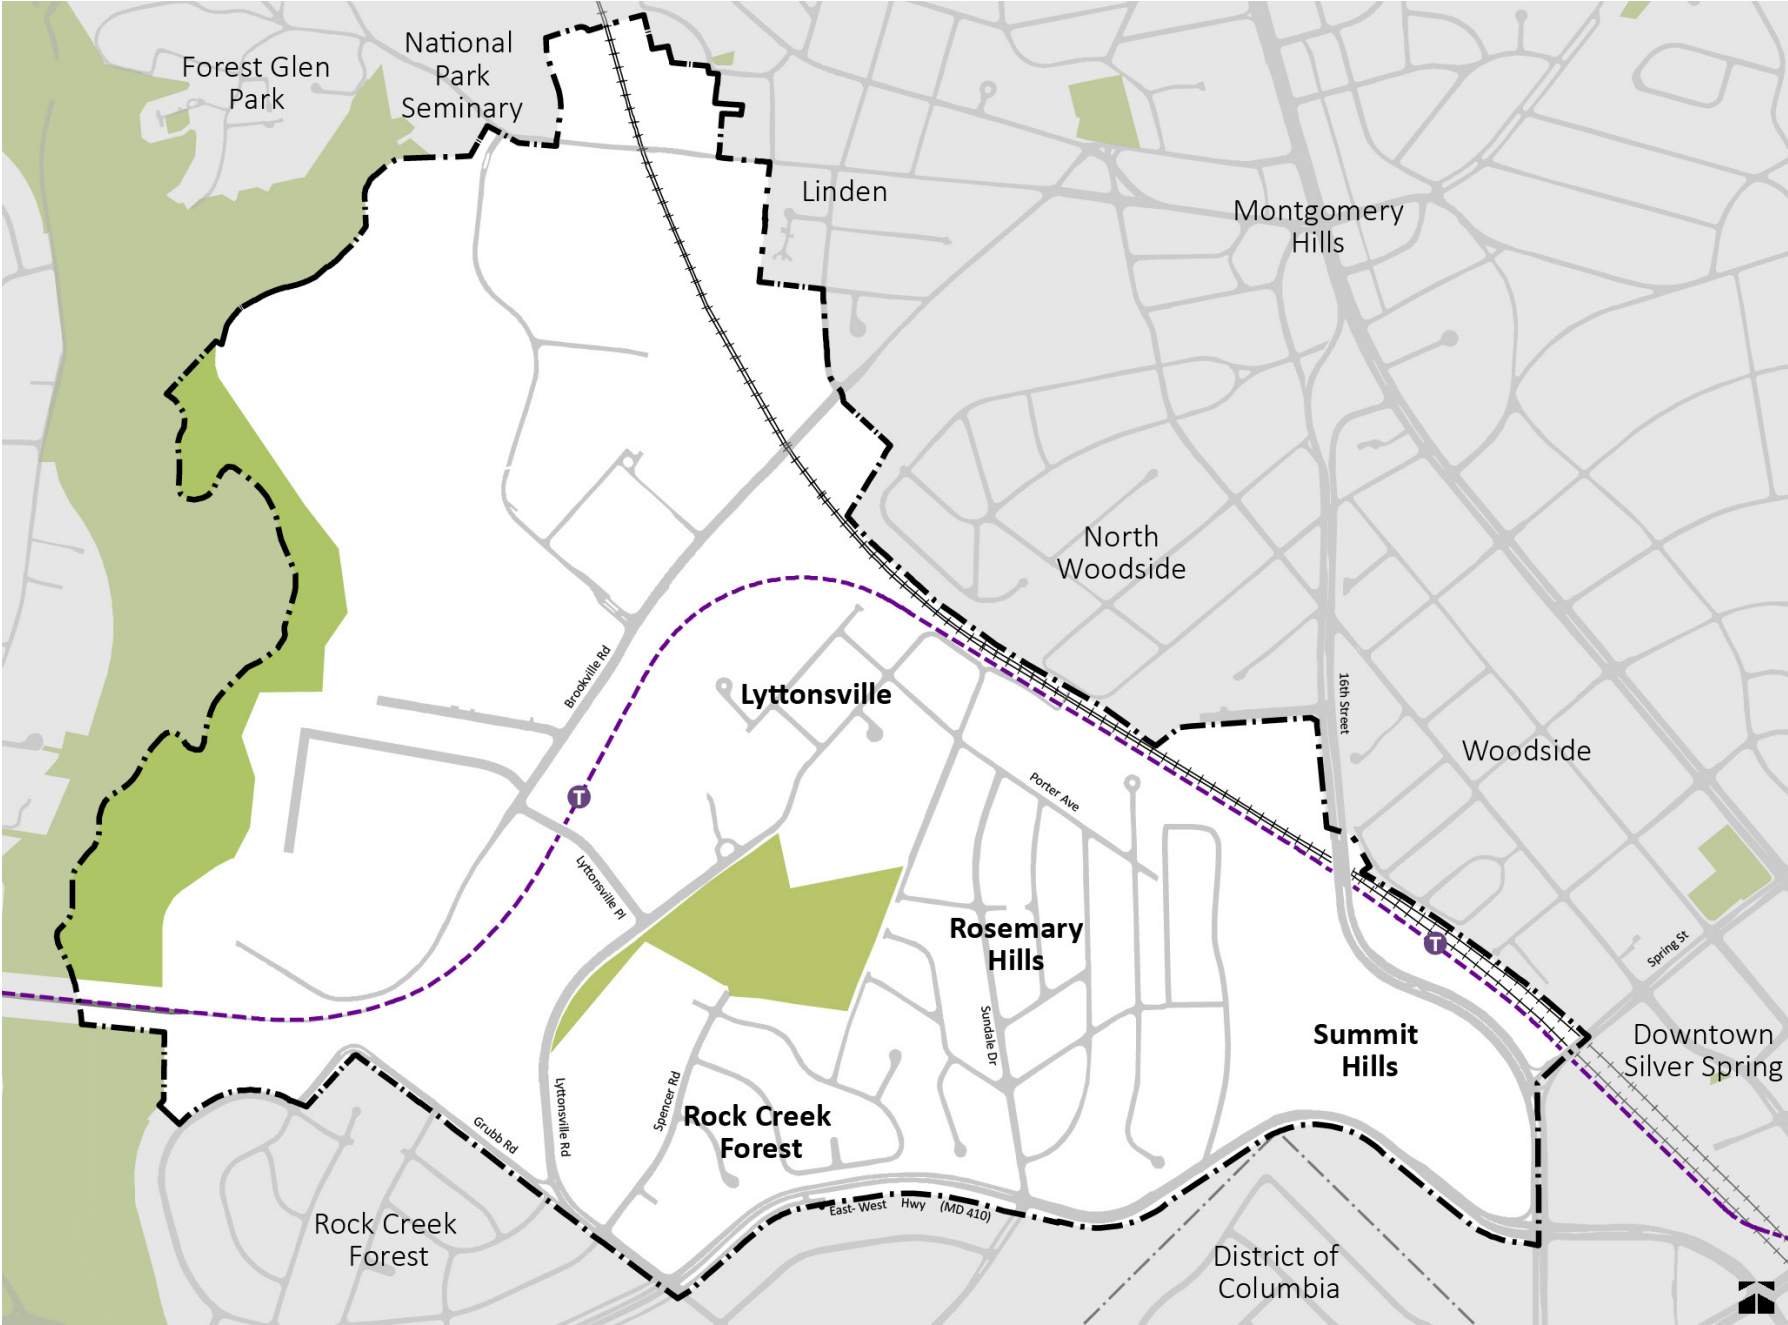 Forest Glen
Park
National
Park
Seminary
Linden
Montgomery
Hills
North
Woodside
Brookville Rd
Lyttonsville
16th Street
Woodside
T
Porter Ave
Lyttonsville Pl
Rosemary
Hills
T
Spring St
Sundale Dr
Summit
Hills
Downtown
Silver Spring
Spencer Rd
Lyttonsville Rd
Grubb Rd
Rock Creek
Forest
East-West Hwy (MD 410)
Rock Creek
Forest
District of
Columbia